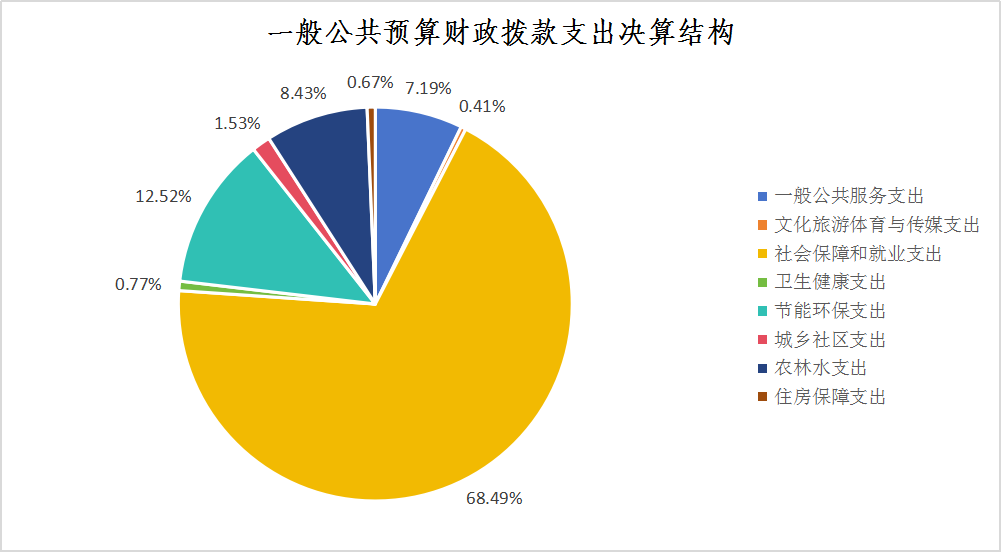 一般公共预算财政拨款支出决算结构
0.67%
7.19%
8.43%
0.41%
1.53%
12.52%
0.77%
68.49%
一般公共服务支出
文化旅游体育与传媒支出
社会保障和就业支出
卫生健康支出
节能环保支出
城乡社区支出
农林水支出
住房保障支出